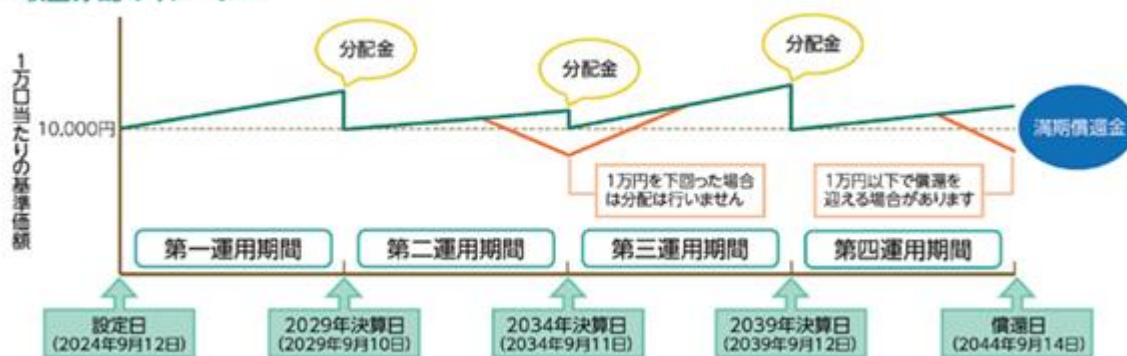 分配金
分配金
分配金
1万口当たりの基準価額
10,000円
満期償還金
1万円を下回った場合
は分配は行いません
1万円以下で償還を
迎える場合があります
第一運用期間
第二運用期間
第三運用期間
第四運用期間
設定日
(2024年9月12日)
2029年決算日
(2029年9月10日)
2034年決算日
(2034年9月11日)
2039年決算日
(2039年9月12日)
償還日
(2044年9月14日)